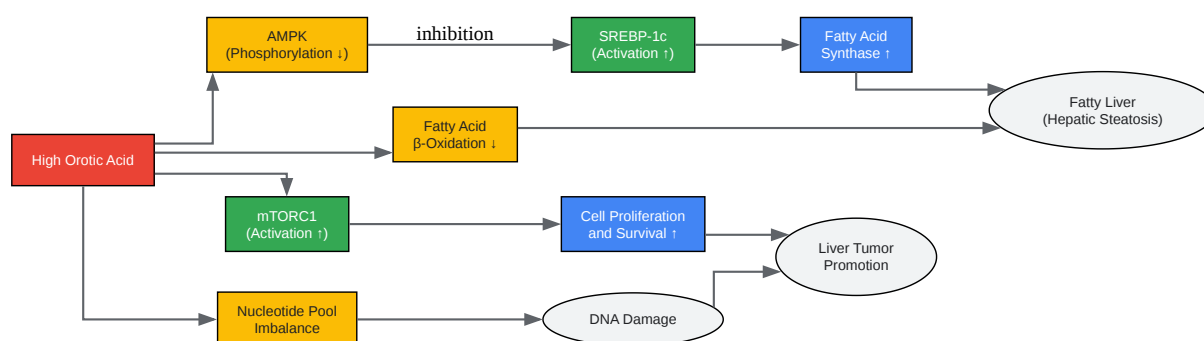 AMPK
(Phosphorylation ↓)
inhibition
SREBP-1c
(Activation ↑)
Fatty Acid
Synthase ↑
Fatty Liver
(Hepatic Steatosis)
Fatty Acid
β-Oxidation ↓
High Orotic Acid
mTORC1
(Activation ↑)
Cell Proliferation
and Survival ↑
Liver Tumor
Promotion
Nucleotide Pool
Imbalance
DNA Damage